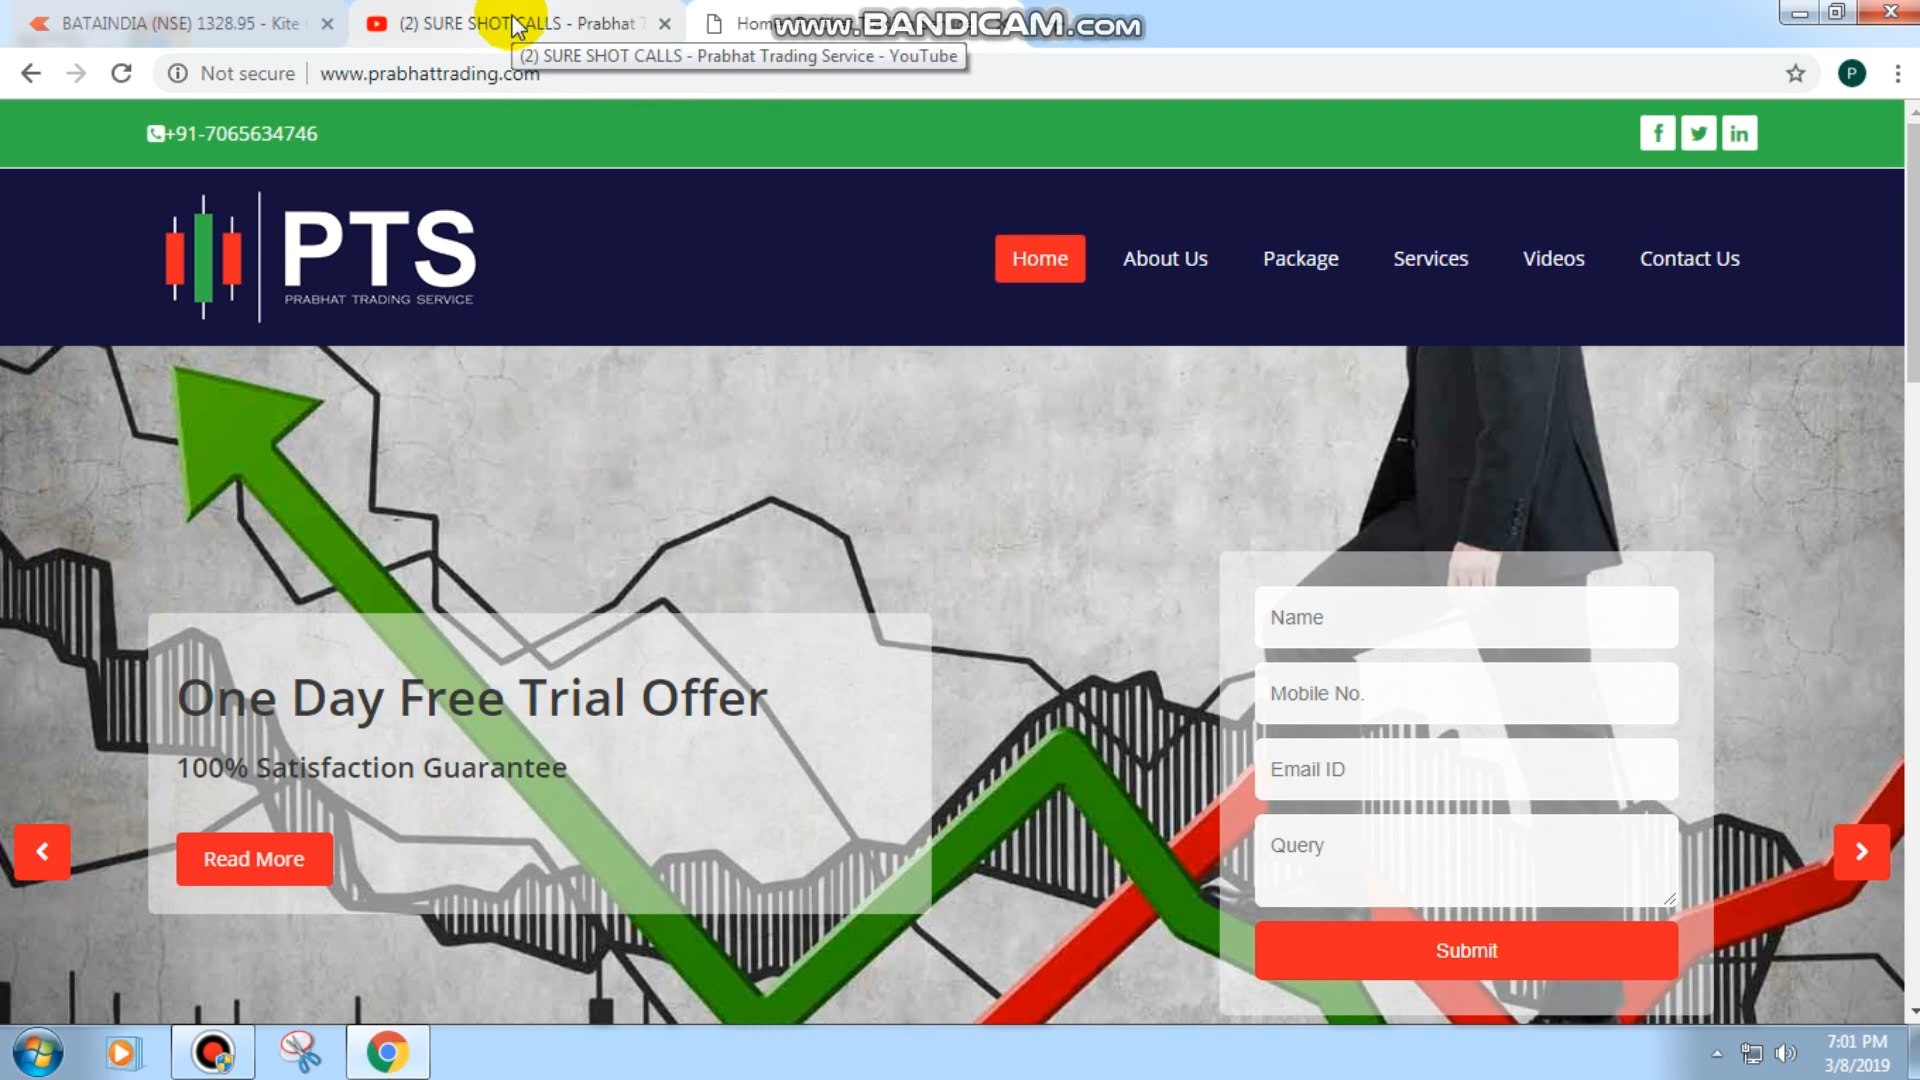 BATAINDIA (NSE) 1328.95 - Kite
(2) SURE SHOT CALLS - Prabhat T
Home
www.BANDICAM.com
(2) SURE SHOT CALLS - Prabhat Trading Service - YouTube
Not secure
www.prabhattrading.com
P
+91-7065634746
f
in
PTS
PRABHAT TRADING SERVICE
Home
About Us
Package
Services
Videos
Contact Us
One Day Free Trial Offer
100% Satisfaction Guarantee
Read More
Name
Mobile No.
Email ID
Query
Submit
7:01 PM
3/8/2019